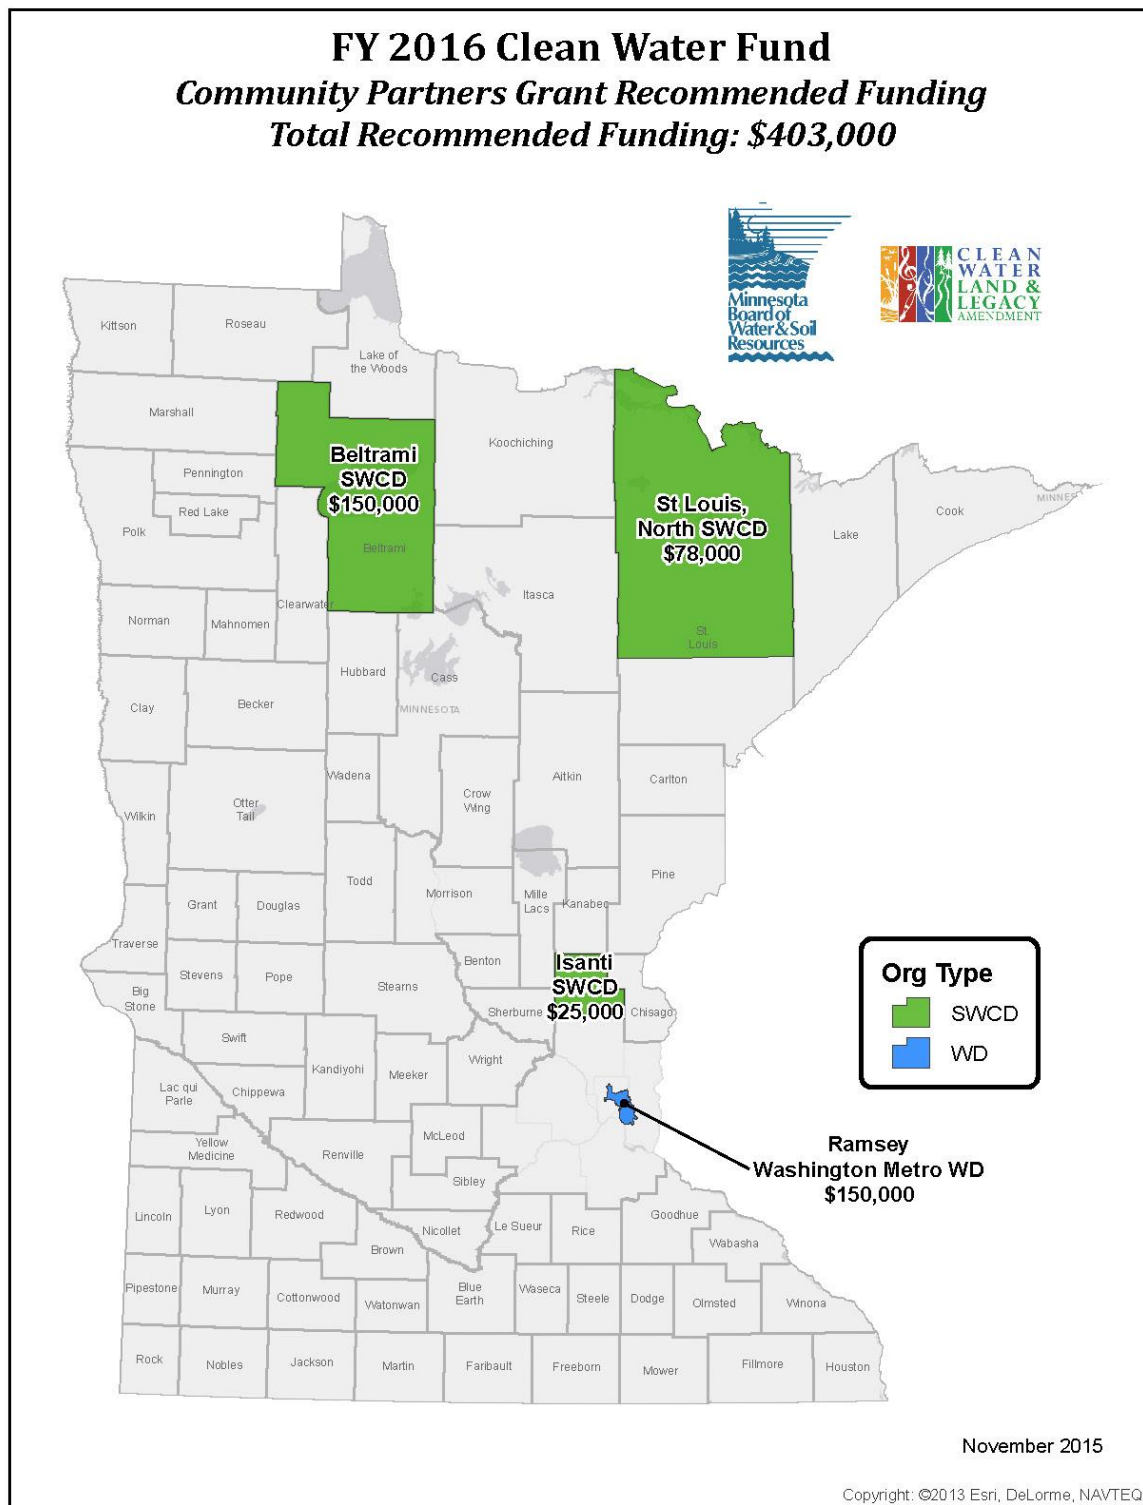 FY 2016 Clean Water Fund
Community Partners Grant Recommended Funding
Total Recommended Funding: $403,000
Minnesota
Board of
Water & Soil
Resources
CLEAN
WATER
LAND &
LEGACY
AMENDMENT
Kittson
Roseau
Lake of
the Woods
Marshall
Koochiching
Beltrami
SWCD
$150,000
Pennington
Red Lake
Polk
Beltrami
St Louis,
North SWCD
$78,000
Cook
MINNES
Lake
Itasca
Clearwater
Norman
Mahnomen
St
Louis
Hubbard
Cass
MINNESOTA
Clay
Becker
Wadena
Aitkin
Carlton
Crow
Wing
Otter
Tail
Wilkin
Pine
Todd
Morrison
Mille
Lacs
Kanabec
Grant
Douglas
Traverse
Benton
Isanti
SWCD
$25,000
Stevens
Pope
Stearns
Big
Stone
Sherburne
Chisago
Swift
Wright
Kandiyohi
Meeker
Lac qui
Parle
Chippewa
McLeod
Yellow
Medicine
Renville
Sibley
Org Type
SWCD
WD
Ramsey
Washington Metro WD
$150,000
Lincoln
Lyon
Redwood
Nicollet
Le Sueur
Rice
Goodhue
Wabasha
Brown
Pipestone
Murray
Cottonwood
Watonwan
Blue
Earth
Waseca
Steele
Dodge
Olmsted
Winona
Rock
Nobles
Jackson
Martin
Faribault
Freeborn
Mower
Fillmore
Houston
November 2015
Copyright: ©2013 Esri, DeLorme, NAVTEQ